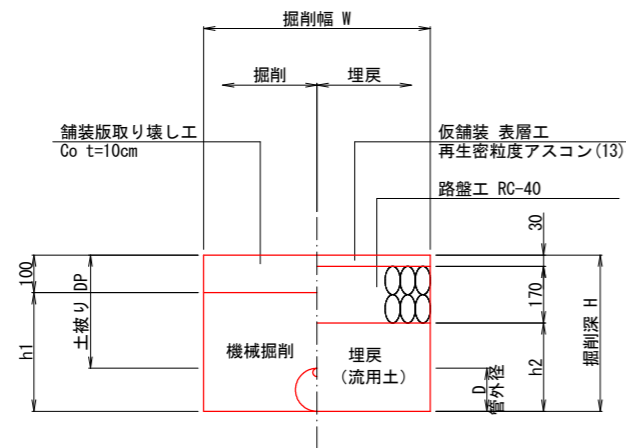 掘削幅 W
掘削
埋戻
舗装版取り壊し工
Co t=10cm
仮舗装 表層工
再生密粒度アスコン(13)
路盤工 RC-40
30
100
土被り DP
170
掘削深 H
h1
機械掘削
埋戻
(流用土)
h2
D
管外径